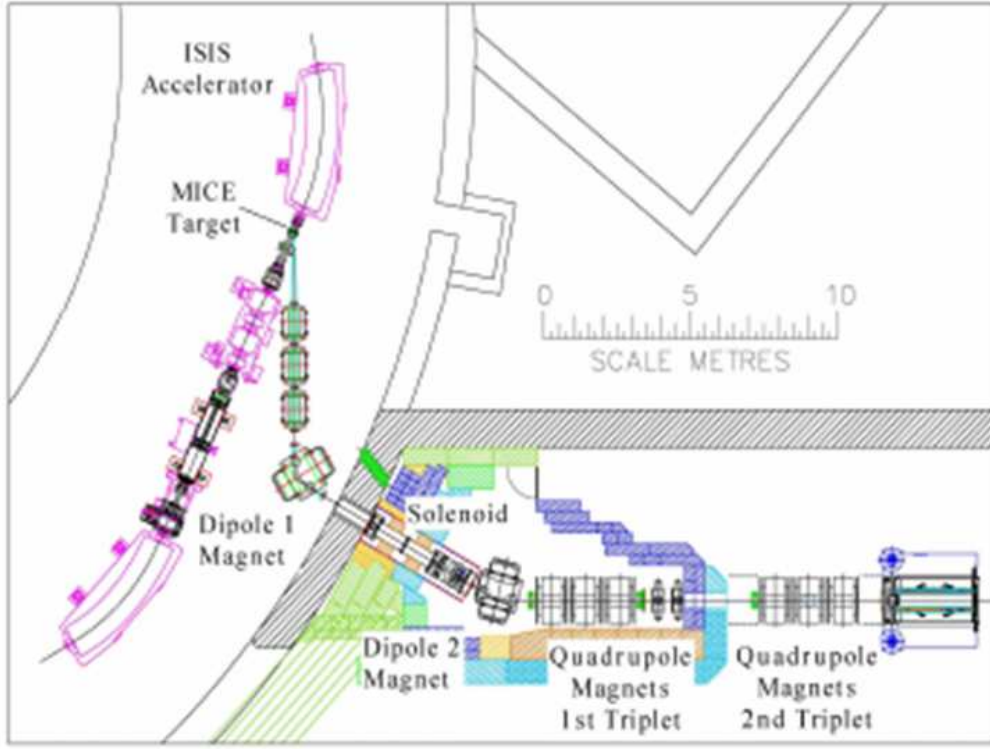 ISIS
Accelerator
MICE
Target
0 5 10
SCALE METRES
Solenoid
Dipole 1
Magnet
Dipole 2
Magnet
Quadrupole
Magnets
1st Triplet
Quadrupole
Magnets
2nd Triplet